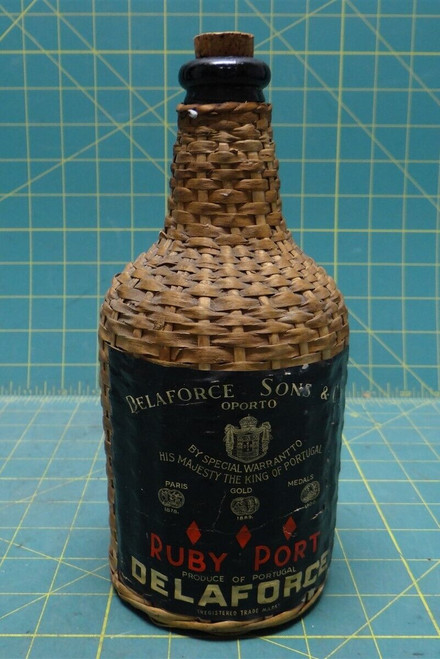 DELAFORCE SONS & C
OPORTO
BY SPECIAL WARRANT TO
HIS MAJESTY THE KING OF PORTUGAL
PARIS GOLD MEDALS
RUBY PORT
PRODUCE OF PORTUGAL
DELAFORCE
REGISTERED TRADE